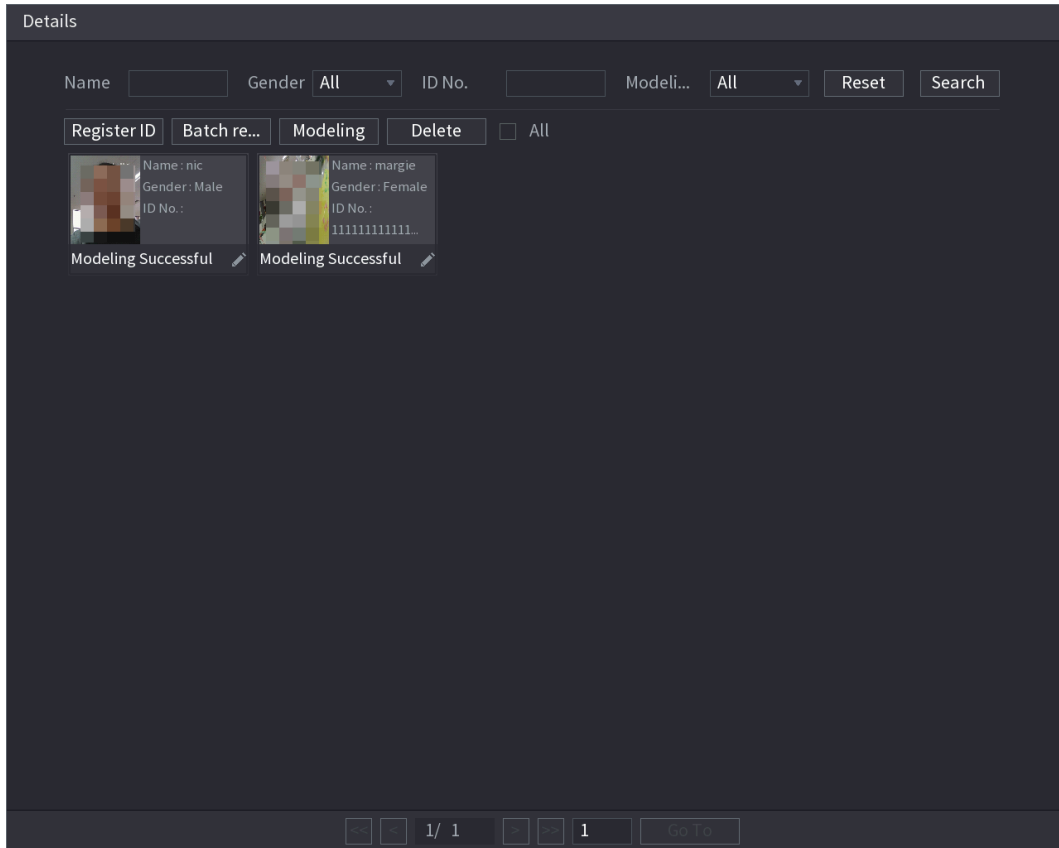 Details
Name Gender All ID No. Modeli... All Reset Search
Register ID Batch re... Modeling Delete All
Name : nic
Gender : Male
ID No. :
Modeling Successful
Name : margie
Gender : Female
ID No. :
111111111111...
Modeling Successful
<< < 1/ 1 > >> 1 Go To